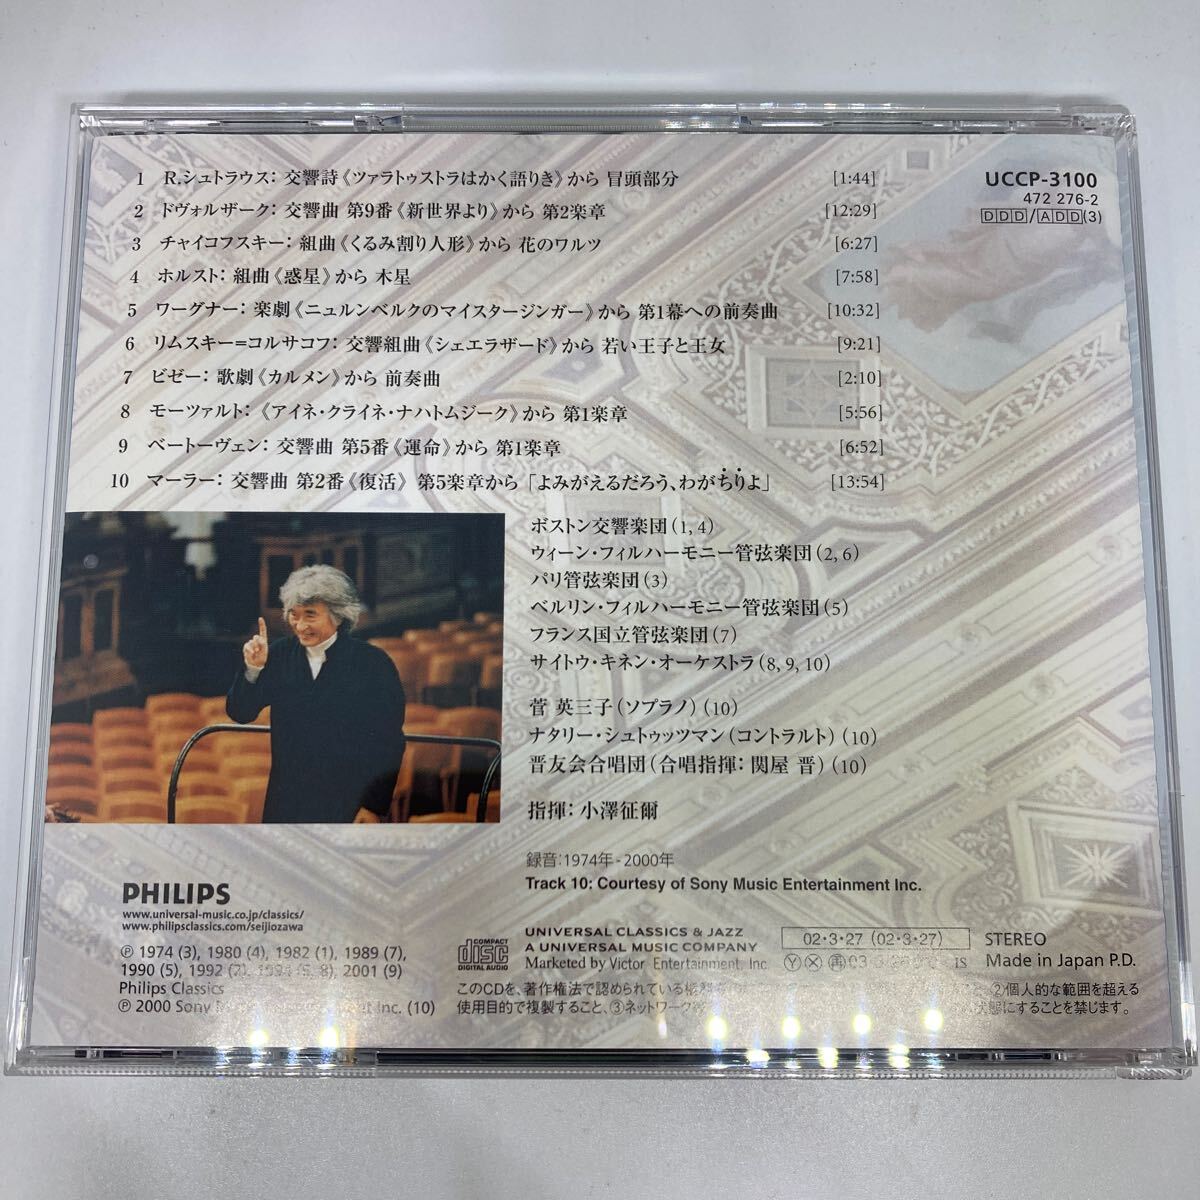 1 R.シュトラウス: 交響詩《ツァラトゥストラはかく語りき》から 冒頭部分 [1:44]
2 ドヴォルザーク: 交響曲 第9番《新世界より》から 第2楽章 [12:29]
3 チャイコフスキー: 組曲《くるみ割り人形》から 花のワルツ [6:27]
4 ホルスト: 組曲《惑星》から 木星 [7:58]
5 ワーグナー: 楽劇《ニュルンベルクのマイスタージンガー》から 第1幕への前奏曲 [10:32]
6 リムスキー=コルサコフ: 交響組曲《シェエラザード》から 若い王子と王女 [9:21]
7 ビゼー: 歌劇《カルメン》から 前奏曲 [2:10]
8 モーツァルト:《アイネ・クライネ・ナハトムジーク》から 第1楽章 [5:56]
9 ベートーヴェン: 交響曲 第5番《運命》から 第1楽章 [6:52]
10 マーラー: 交響曲 第2番《復活》 第5楽章から 「よみがえるだろう、わがちりよ」 [13:54]
UCCP-3100
472 276-2
DDD/ADD(3)
ボストン交響楽団(1, 4)
ウィーン・フィルハーモニー管弦楽団(2, 6)
パリ管弦楽団(3)
ベルリン・フィルハーモニー管弦楽団(5)
フランス国立管弦楽団(7)
サイトウ・キネン・オーケストラ(8, 9, 10)
菅 英三子(ソプラノ)(10)
ナタリー・シュトゥッツマン(コントラルト)(10)
晋友会合唱団(合唱指揮: 関屋 晋)(10)
指揮: 小澤征爾
録音:1974年-2000年
Track 10: Courtesy of Sony Music Entertainment Inc.
PHILIPS
www.universal-music.co.jp/classics/
www.philipsclassics.com/seijiozawa
℗ 1974 (3), 1980 (4), 1982 (1), 1989 (7),
1990 (5), 1992 (2), 2001 (9)
Philips Classics
℗ 2000 Sony Inc. (10)
COMPACT
disc
DIGITAL AUDIO
UNIVERSAL CLASSICS & JAZZ
A UNIVERSAL MUSIC COMPANY
Marketed by Victor Entertainment, Inc.
02・3・27 (02・3・27)
Ⓨ Ⓧ 再 IS
STEREO
Made in Japan P.D.
このCDを、著作権法で認められている 2個人的な範囲を超える
使用目的で複製すること、③ネットワーク 状態にすることを禁じます。